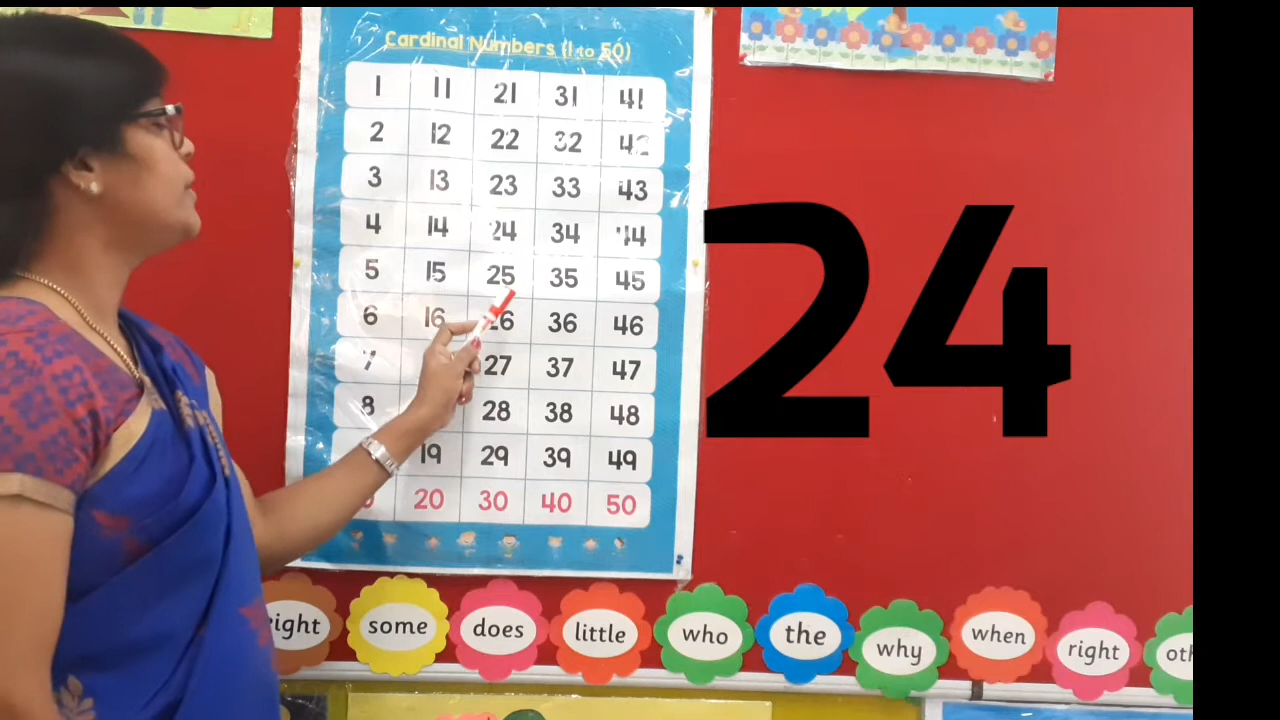 Cardinal Numbers (1 to 50)
1 11 21 31 41
2 12 22 32 42
3 13 23 33 43
4 14 24 34 44
5 15 25 35 45
6 16 26 36 46
7 27 37 47
8 28 38 48
19 29 39 49
20 30 40 50
24
some does little who the why when right